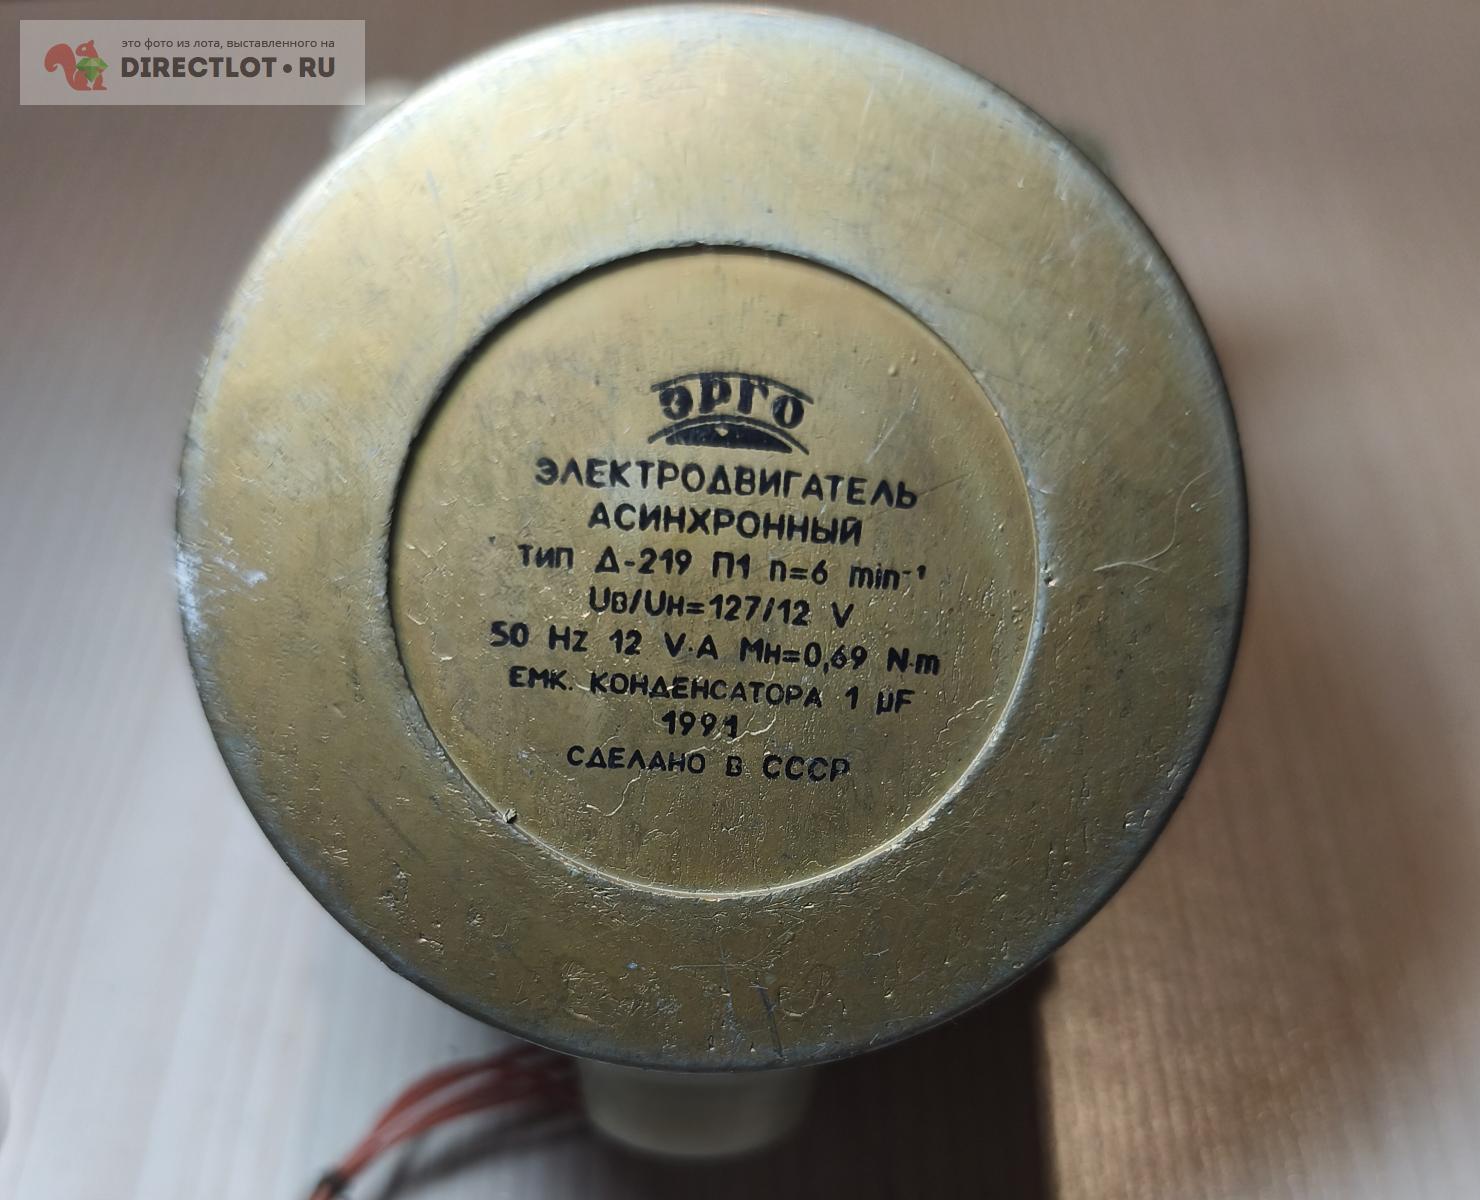 это фото из лота, выставленного на
DIRECTLOT•RU
ЭРГО
ЭЛЕКТРОДВИГАТЕЛЬ
АСИНХРОННЫЙ
ТИП Д-219 П1 n=6 min⁻¹
Uв/Uн=127/12 V
50 Hz 12 V·A Mн=0,69 N·m
ЕМК. КОНДЕНСАТОРА 1 µF
1991
СДЕЛАНО В СССР